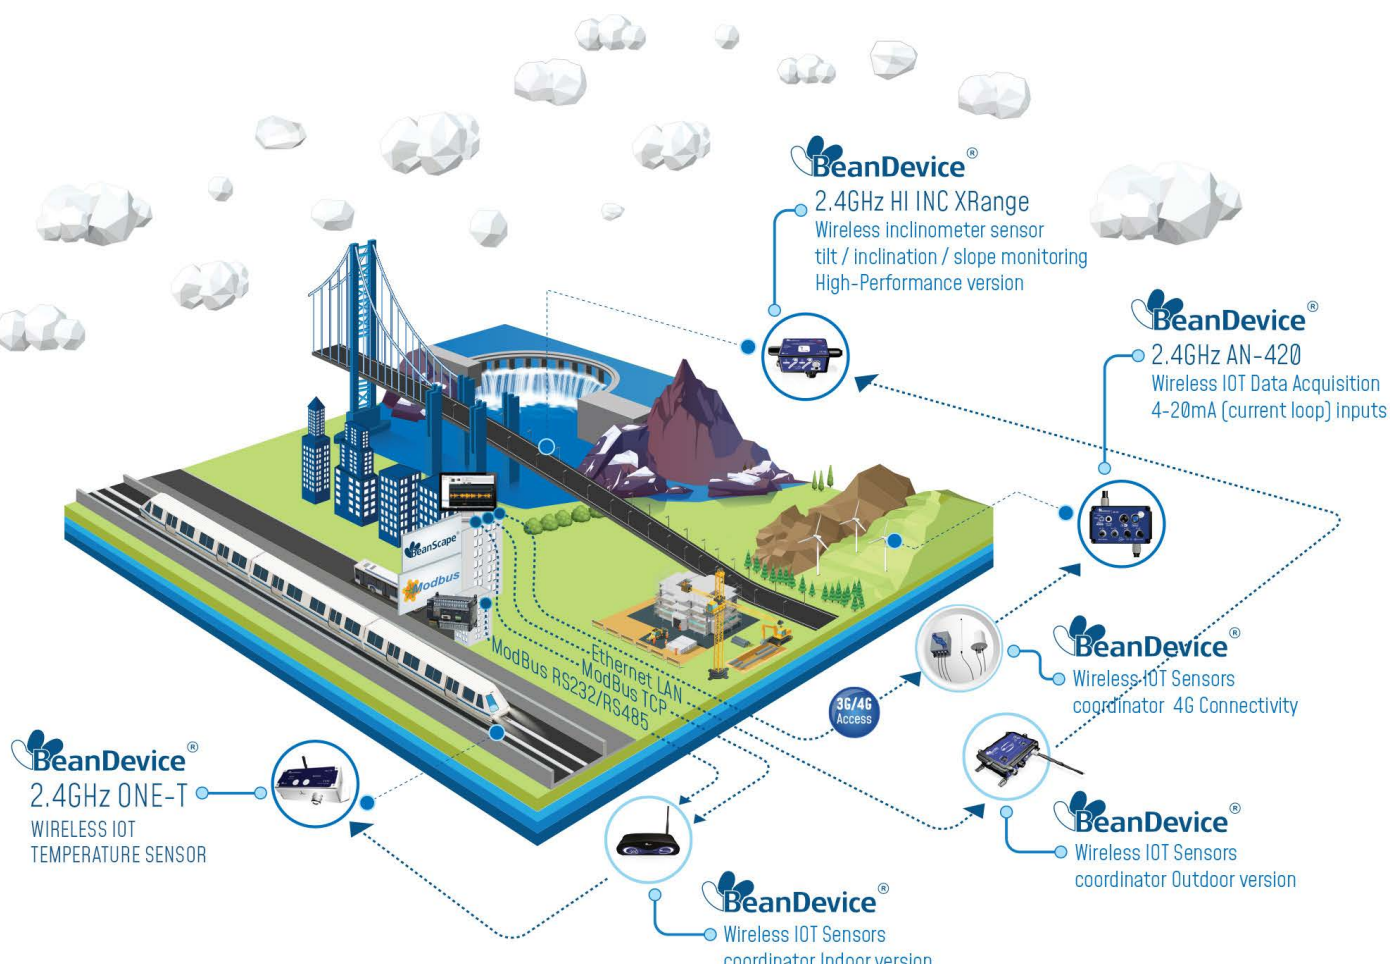 BeanDevice®
2.4GHz HI INC XRange
Wireless inclinometer sensor
tilt / inclination / slope monitoring
High-Performance version
BeanDevice®
2.4GHz AN-420
Wireless IOT Data Acquisition
4-20mA (current loop) inputs
BeanScape®
Modbus
Ethernet LAN
ModBus TCP
ModBus RS232/RS485
3G/4G
Access
BeanDevice®
Wireless IOT Sensors
coordinator 4G Connectivity
BeanDevice®
2.4GHz ONE-T
WIRELESS IOT
TEMPERATURE SENSOR
BeanDevice®
Wireless IOT Sensors
coordinator Outdoor version
BeanDevice®
Wireless IOT Sensors
coordinator Indoor version